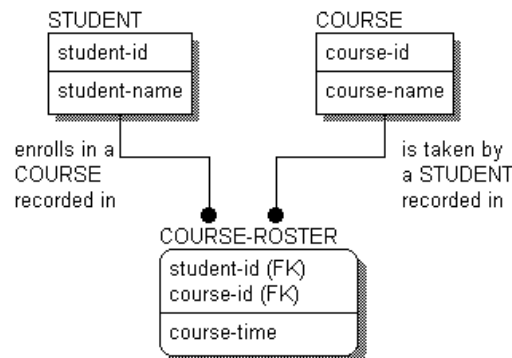 STUDENT
student-id
student-name
COURSE
course-id
course-name
enrolls in a
COURSE
recorded in
is taken by
a STUDENT
recorded in
COURSE-ROSTER
student-id (FK)
course-id (FK)
course-time